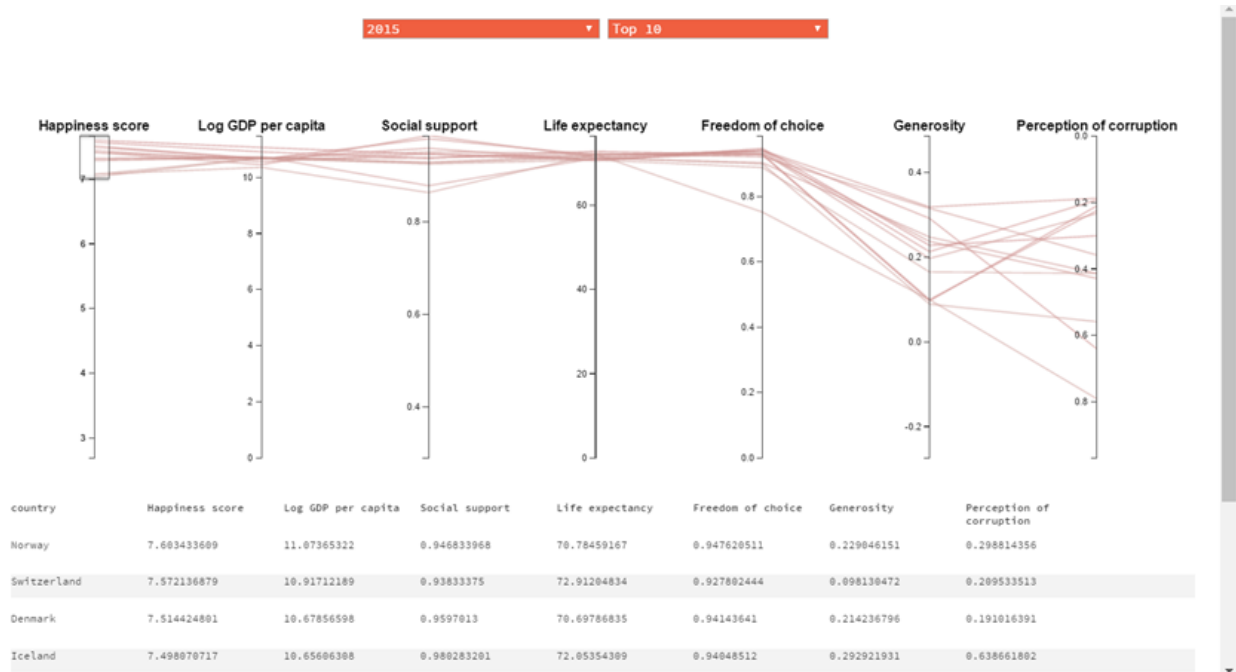 2015 Top 10
Happiness score Log GDP per capita Social support Life expectancy Freedom of choice Generosity Perception of corruption
7 6 5 4 3
10 8 6 4 2 0
0.8 0.6 0.4
60 40 20 0
0.8 0.6 0.4 0.2 0.0
0.4 0.2 0.0 -0.2
0.0 0.2 0.4 0.6 0.8
country Happiness score Log GDP per capita Social support Life expectancy Freedom of choice Generosity Perception of
corruption
Norway 7.603433609 11.07365322 0.946833968 70.78459167 0.947620511 0.229046151 0.298814356
Switzerland 7.572136879 10.91712189 0.93833375 72.91204834 0.927802444 0.098130472 0.209533513
Denmark 7.514424801 10.67856598 0.9597013 70.69786835 0.94143641 0.214236796 0.191016391
Iceland 7.498070717 10.65606308 0.980283201 72.05354309 0.94048512 0.292921931 0.638661802